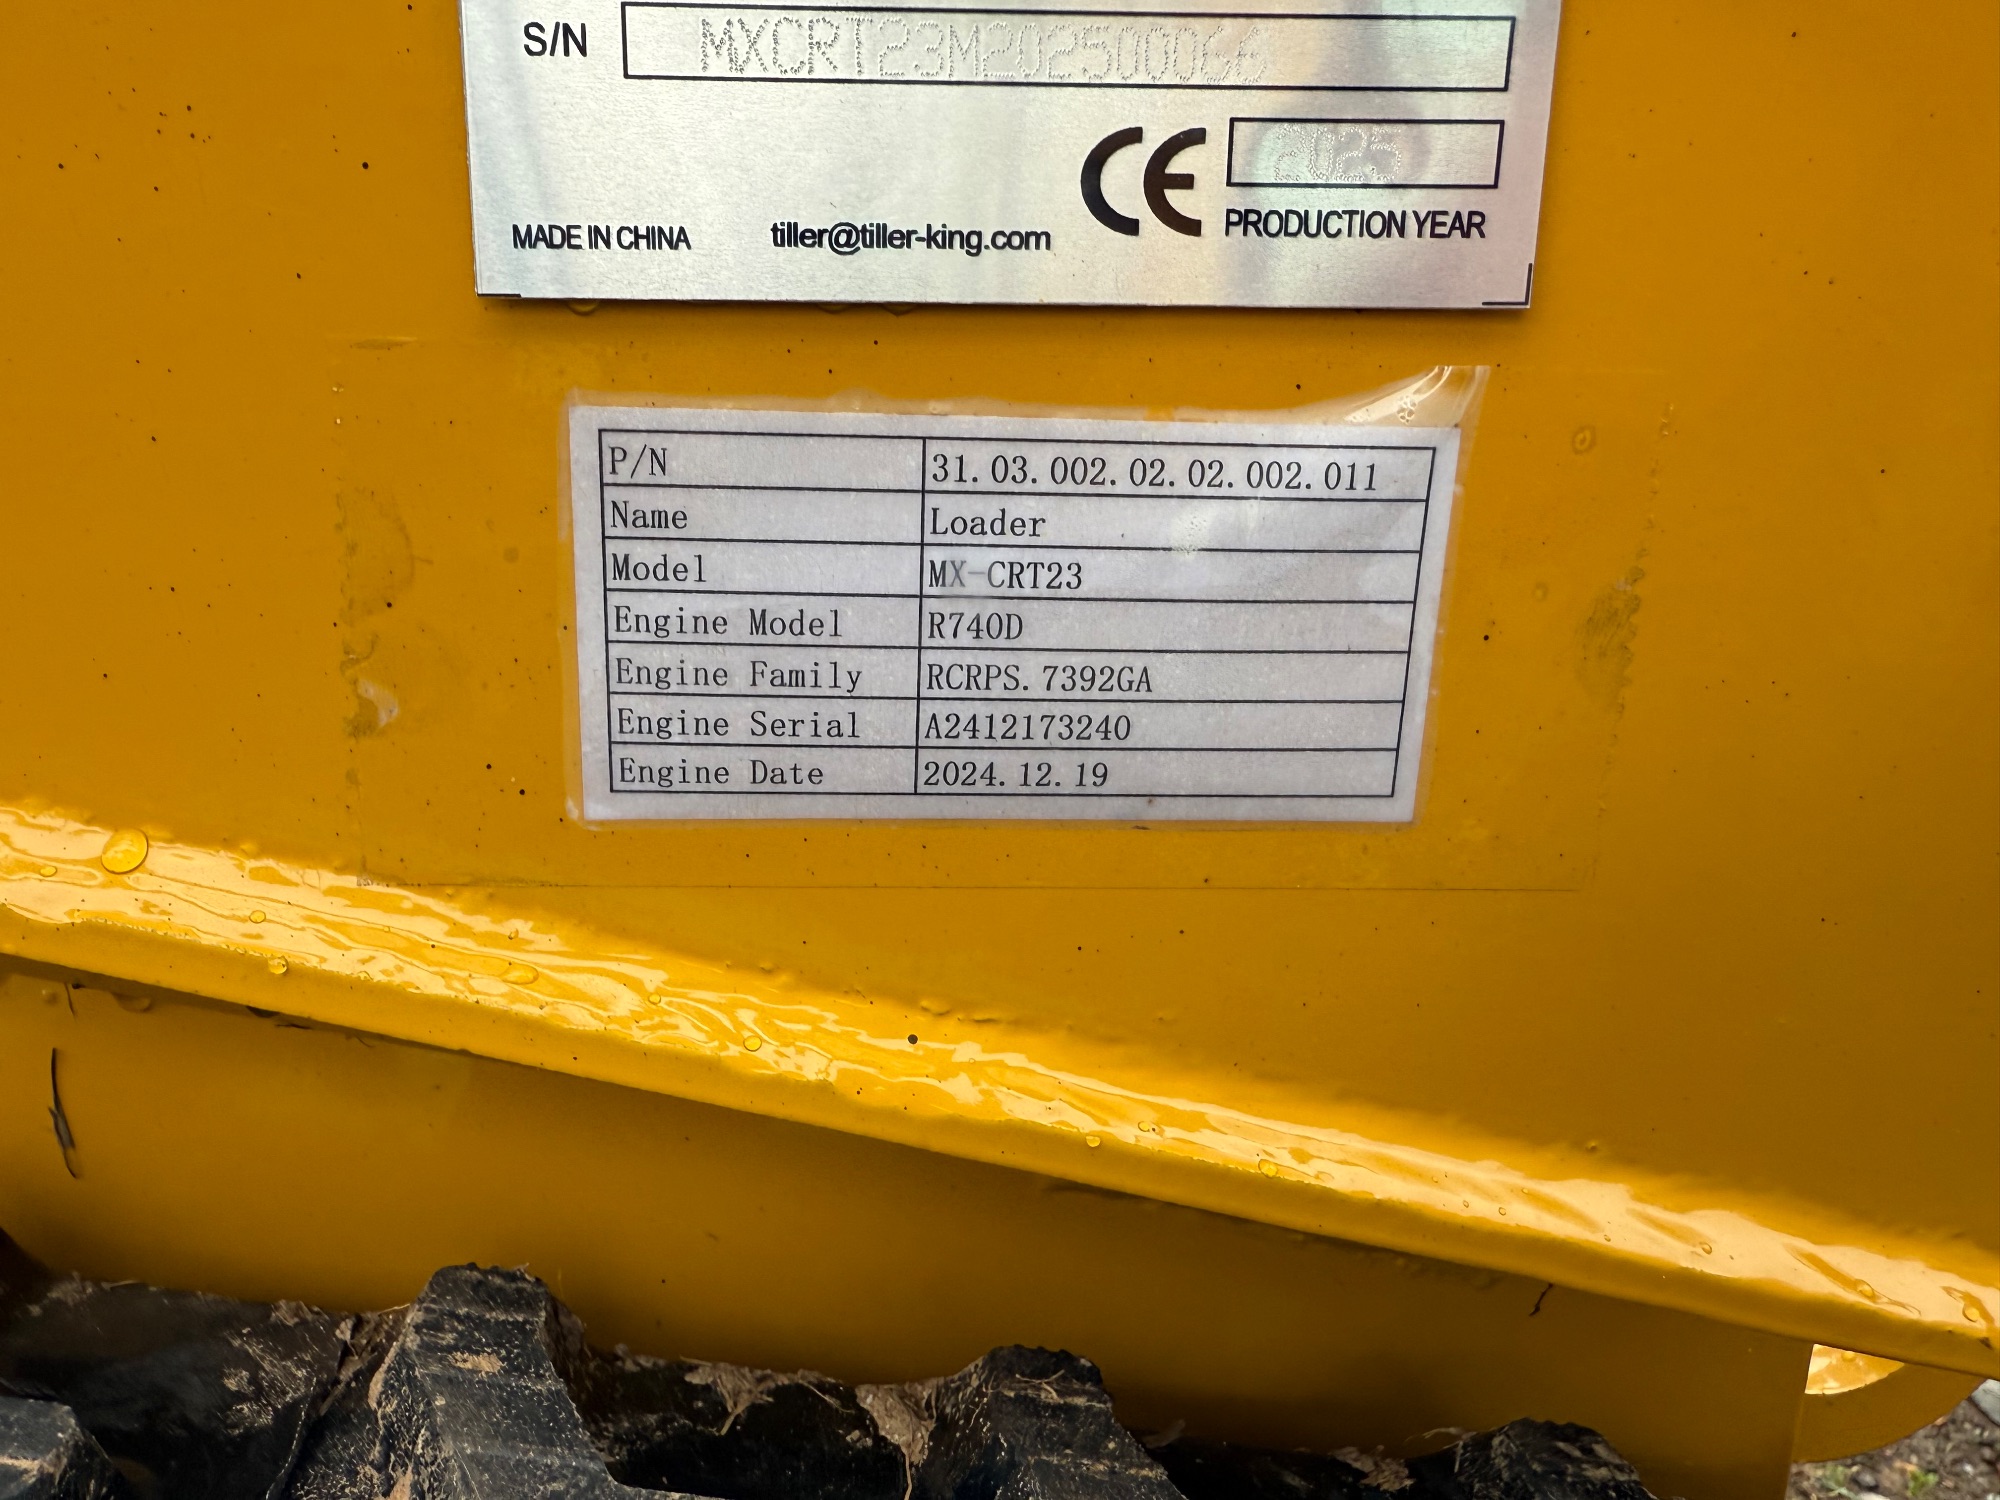 S/N MXCRT23M202500066
CE 2025
MADE IN CHINA tiller@tiller-king.com PRODUCTION YEAR
P/N 31.03.002.02.02.002.011
Name Loader
Model MX-CRT23
Engine Model R740D
Engine Family RCRPS.7392GA
Engine Serial A2412173240
Engine Date 2024.12.19